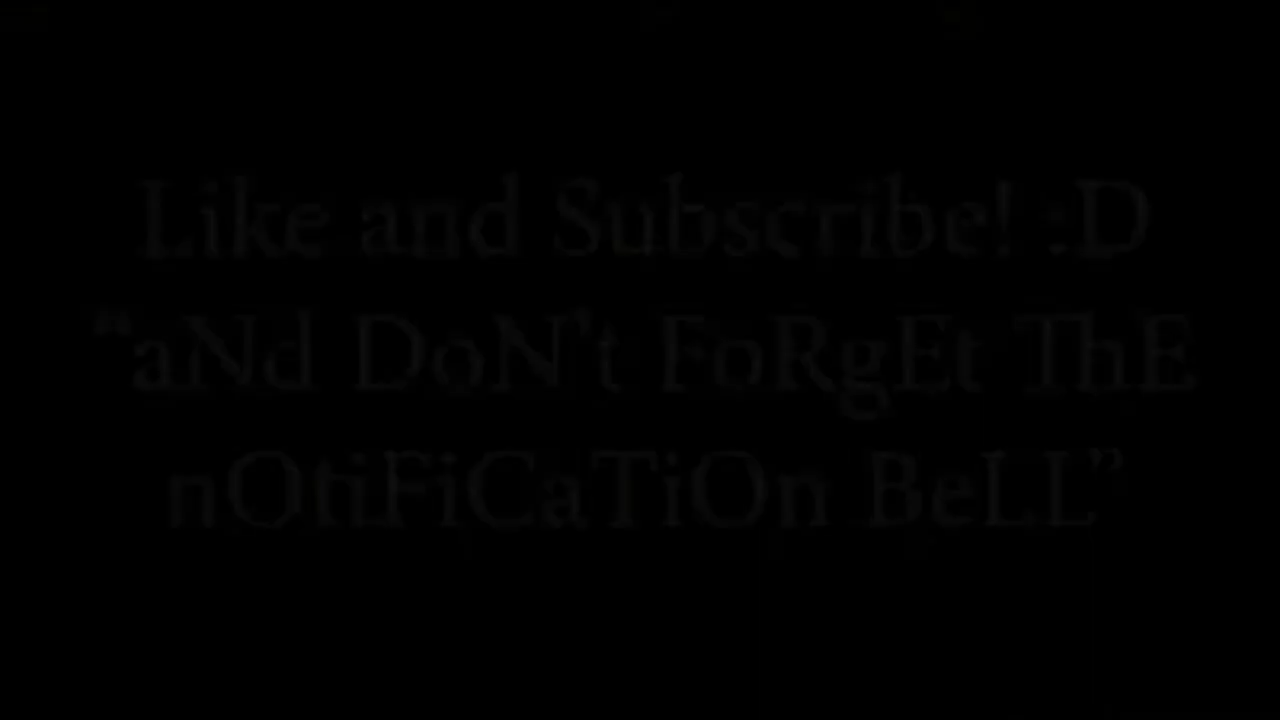 Like and Subscribe! :D
“aNd DoN't FoRgEt ThE
nOtiFiCaTiOn BeLL”